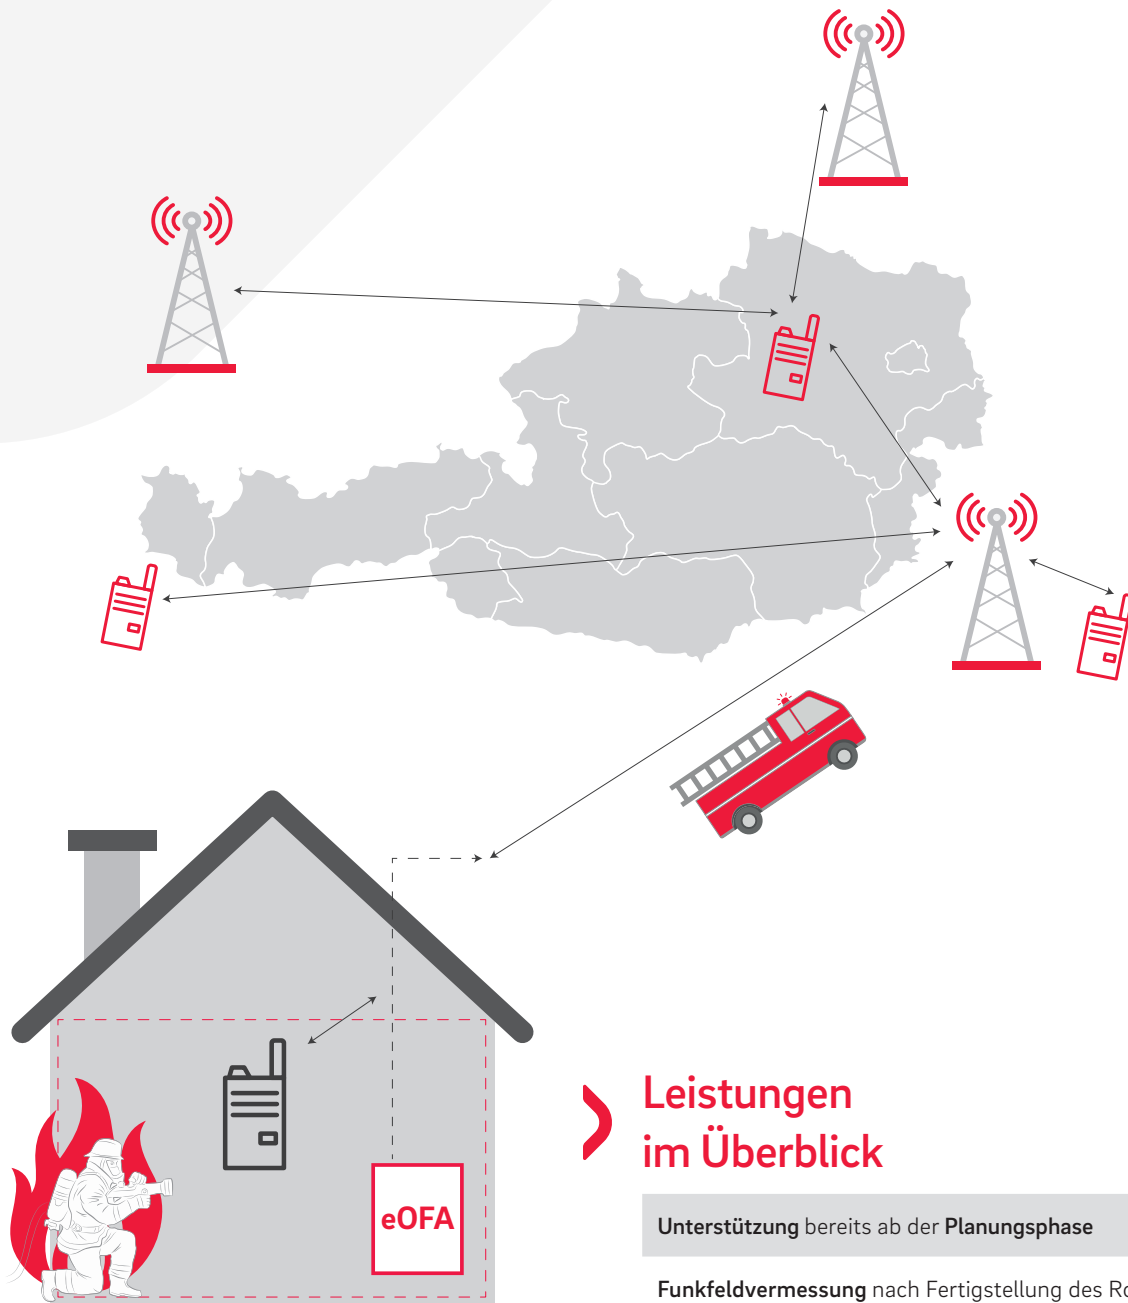 eOFA
Leistungen
im Überblick
Unterstützung bereits ab der Planungsphase
Funkfeldvermessung nach Fertigstellung des